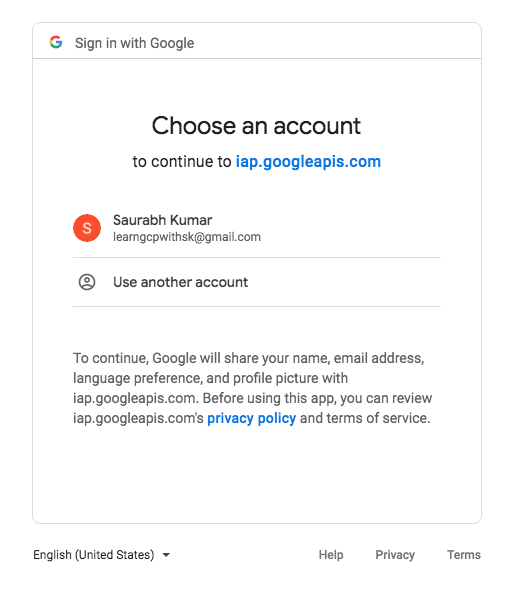 Sign in with Google
Choose an account
to continue to iap.googleapis.com
S
Saurabh Kumar
learngcpwithsk@gmail.com
Use another account
To continue, Google will share your name, email address,
language preference, and profile picture with
iap.googleapis.com. Before using this app, you can review
iap.googleapis.com's privacy policy and terms of service.
English (United States)
Help
Privacy
Terms